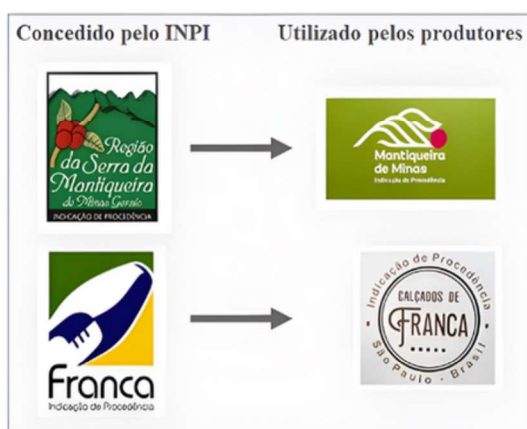 Concedido pelo INPI
Utilizado pelos produtores
Região
da Serra da
Mantiqueira
de Minas Gerais
INDICAÇÃO DE PROCEDÊNCIA
Mantiqueira
de Minas
Indicação de Procedência
Franca
Indicação de Procedência
Indicação de Procedência
CALÇADOS DE
FRANCA
São Paulo - Brasil